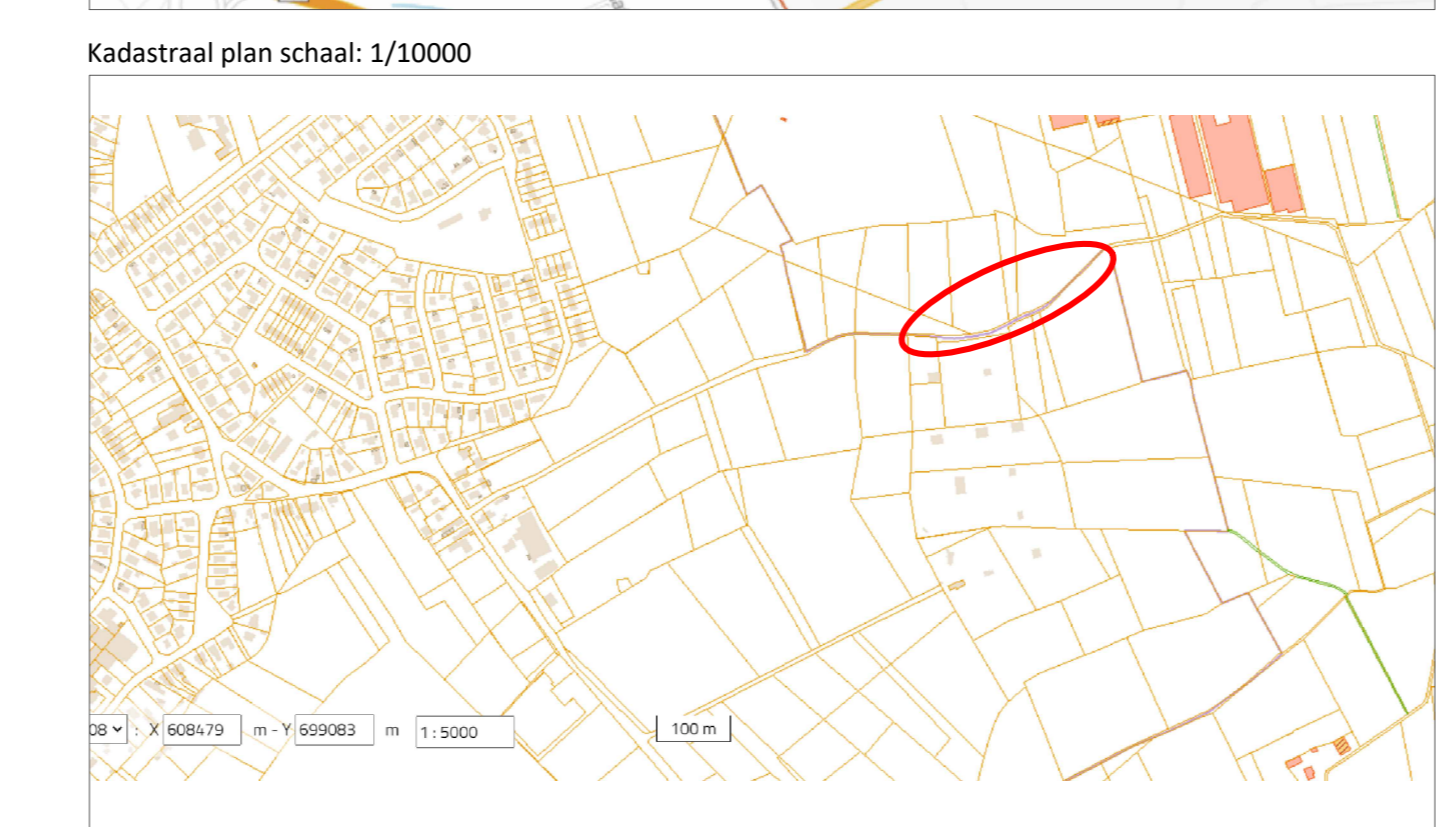 Kadastraal plan schaal: 1/10000
08 : X 608479 m - Y 699083 m 1 : 5000 100 m